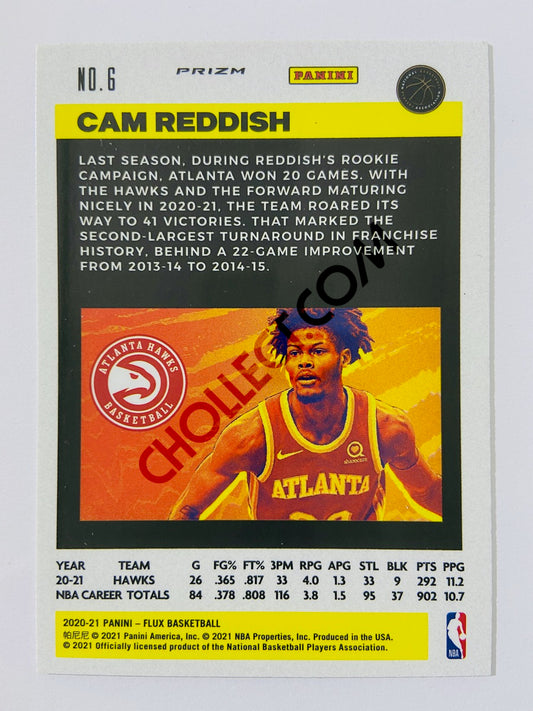 NO.6
PRIZM
PANINI
NATIONAL BASKETBALL ASSOCIATION
CAM REDDISH
LAST SEASON, DURING REDDISH'S ROOKIE
CAMPAIGN, ATLANTA WON 20 GAMES. WITH
THE HAWKS AND THE FORWARD MATURING
NICELY IN 2020-21, THE TEAM ROARED ITS
WAY TO 41 VICTORIES. THAT MARKED THE
SECOND-LARGEST TURNAROUND IN FRANCHISE
HISTORY, BEHIND A 22-GAME IMPROVEMENT
FROM 2013-14 TO 2014-15.
CHOLLECT.COM
ATLANTA HAWKS
BASKETBALL
sharecare
ATLANTA
YEAR TEAM G FG% FT% 3PM RPG APG STL BLK PTS PPG
20-21 HAWKS 26 .365 .817 33 4.0 1.3 33 9 292 11.2
NBA CAREER TOTALS 84 .378 .808 116 3.8 1.5 95 37 902 10.7
2020-21 PANINI – FLUX BASKETBALL
帕尼尼 © 2021 Panini America, Inc. © 2021 NBA Properties, Inc. Produced in the USA.
© 2021 Officially licensed product of the National Basketball Players Association.
NBA